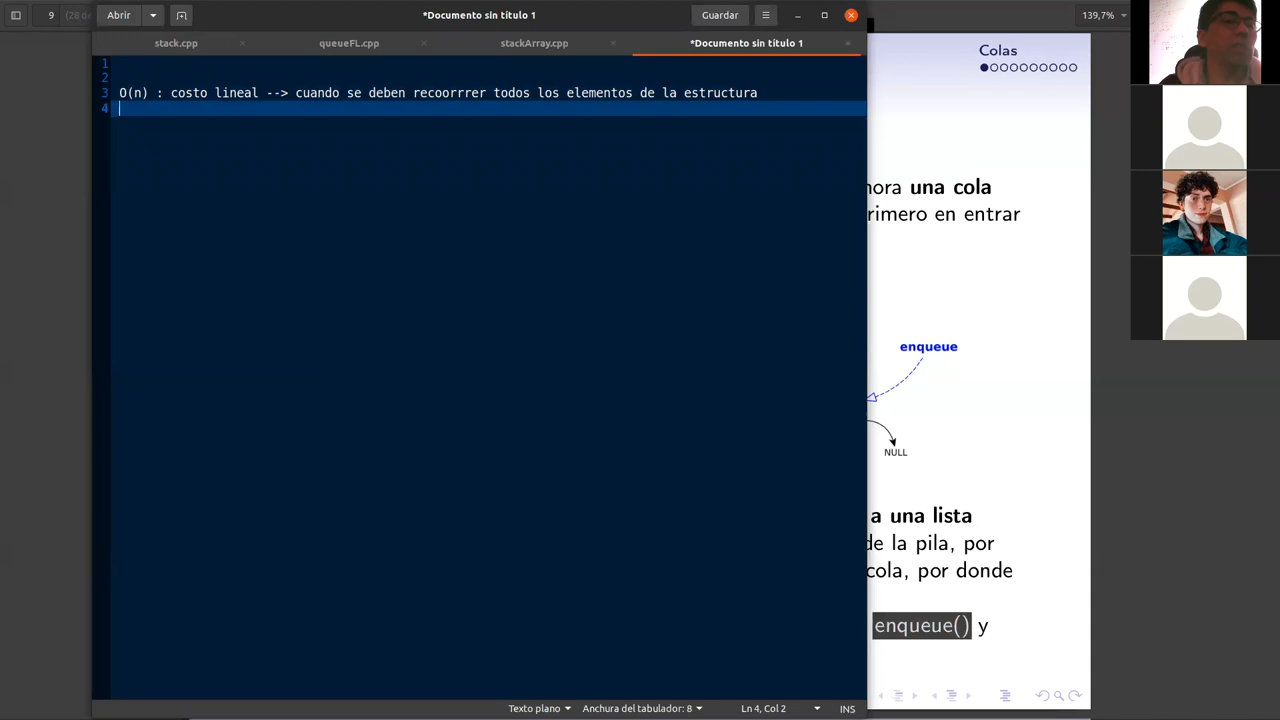 Abrir
*Documento sin título 1
Guardar
9 (28 de
139,7%
stack.cpp
queueFL.cpp
stackArray.cpp
*Documento sin título 1
1
2
3 O(n) : costo lineal --> cuando se deben recoorrrer todos los elementos de la estructura
4
Colas
hora una cola
rimero en entrar
enqueue
NULL
a una lista
de la pila, por
cola, por donde
enqueue() y
Texto plano
Anchura del tabulador: 8
Ln 4, Col 2
INS